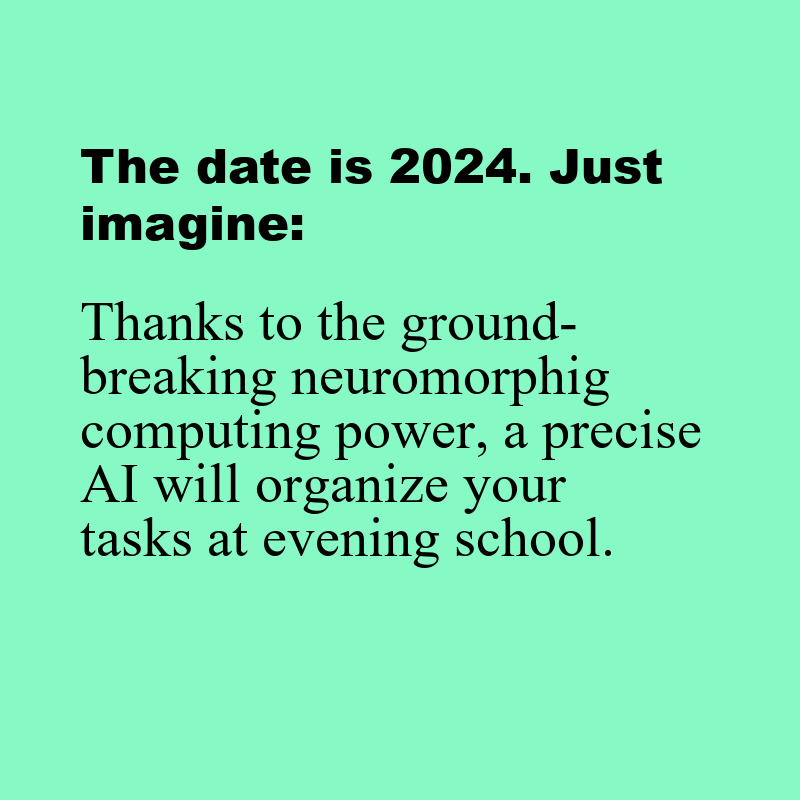 The date is 2024. Just
imagine:
Thanks to the ground-
breaking neuromorphig
computing power, a precise
AI will organize your
tasks at evening school.